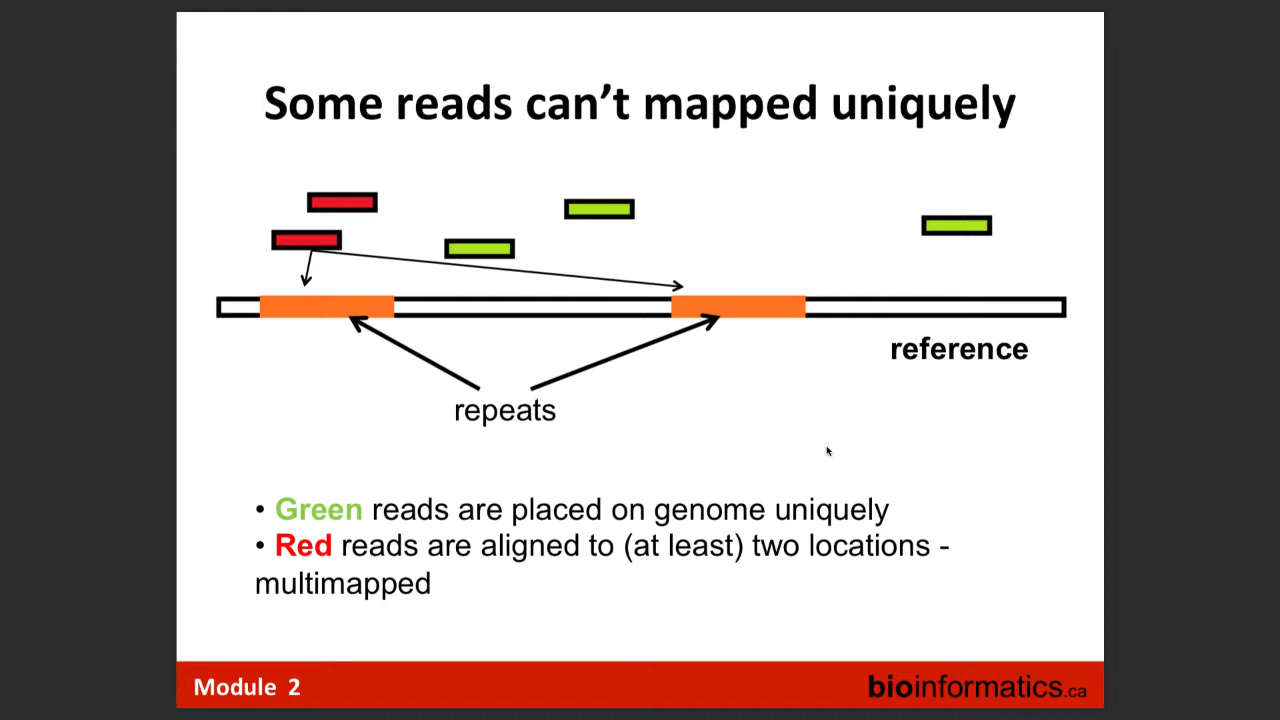 Some reads can’t mapped uniquely
reference
repeats
• Green reads are placed on genome uniquely
• Red reads are aligned to (at least) two locations -
multimapped
Module 2
bioinformatics.ca